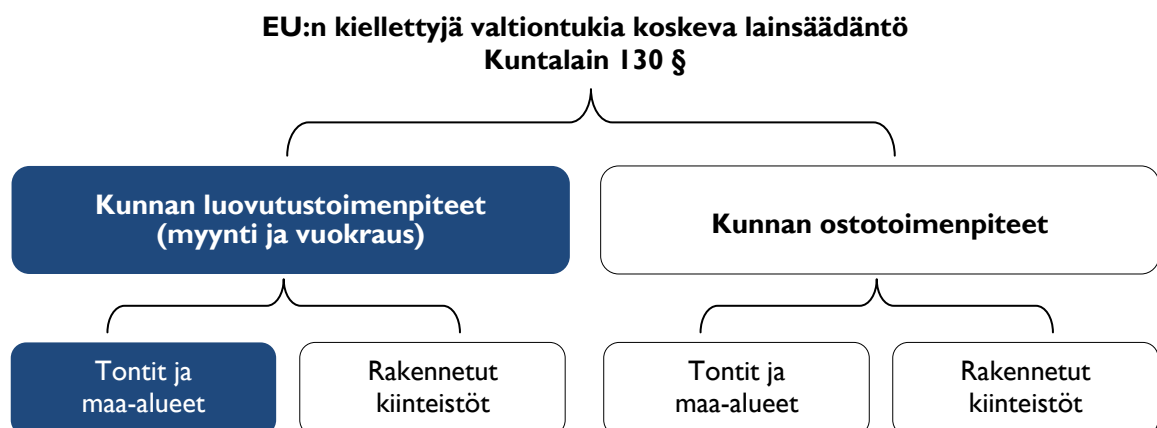 EU:n kiellettyjä valtiontukia koskeva lainsäädäntö
Kuntalain 130 §
Kunnan luovutustoimenpiteet
(myynti ja vuokraus)
Kunnan ostotoimenpiteet
Tontit ja
maa-alueet
Rakennetut
kiinteistöt
Tontit ja
maa-alueet
Rakennetut
kiinteistöt